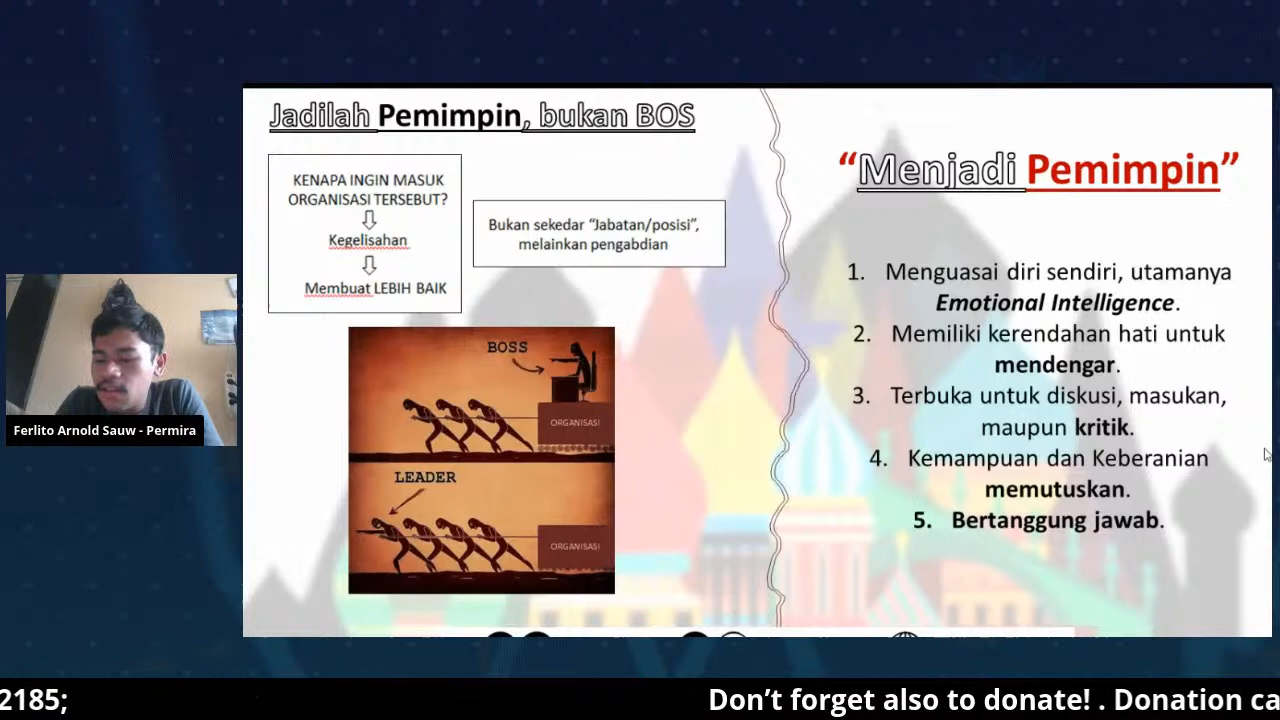 Jadilah Pemimpin, bukan BOS
KENAPA INGIN MASUK
ORGANISASI TERSEBUT?
Kegelisahan
Membuat LEBIH BAIK
Bukan sekedar “Jabatan/posisi”,
melainkan pengabdian
BOSS
ORGANISASI
LEADER
ORGANISASI
“Menjadi Pemimpin”
1. Menguasai diri sendiri, utamanya
Emotional Intelligence.
2. Memiliki kerendahan hati untuk
mendengar.
3. Terbuka untuk diskusi, masukan,
maupun kritik.
4. Kemampuan dan Keberanian
memutuskan.
5. Bertanggung jawab.
Ferlito Arnold Sauw - Permira
2185;
Don’t forget also to donate! . Donation ca